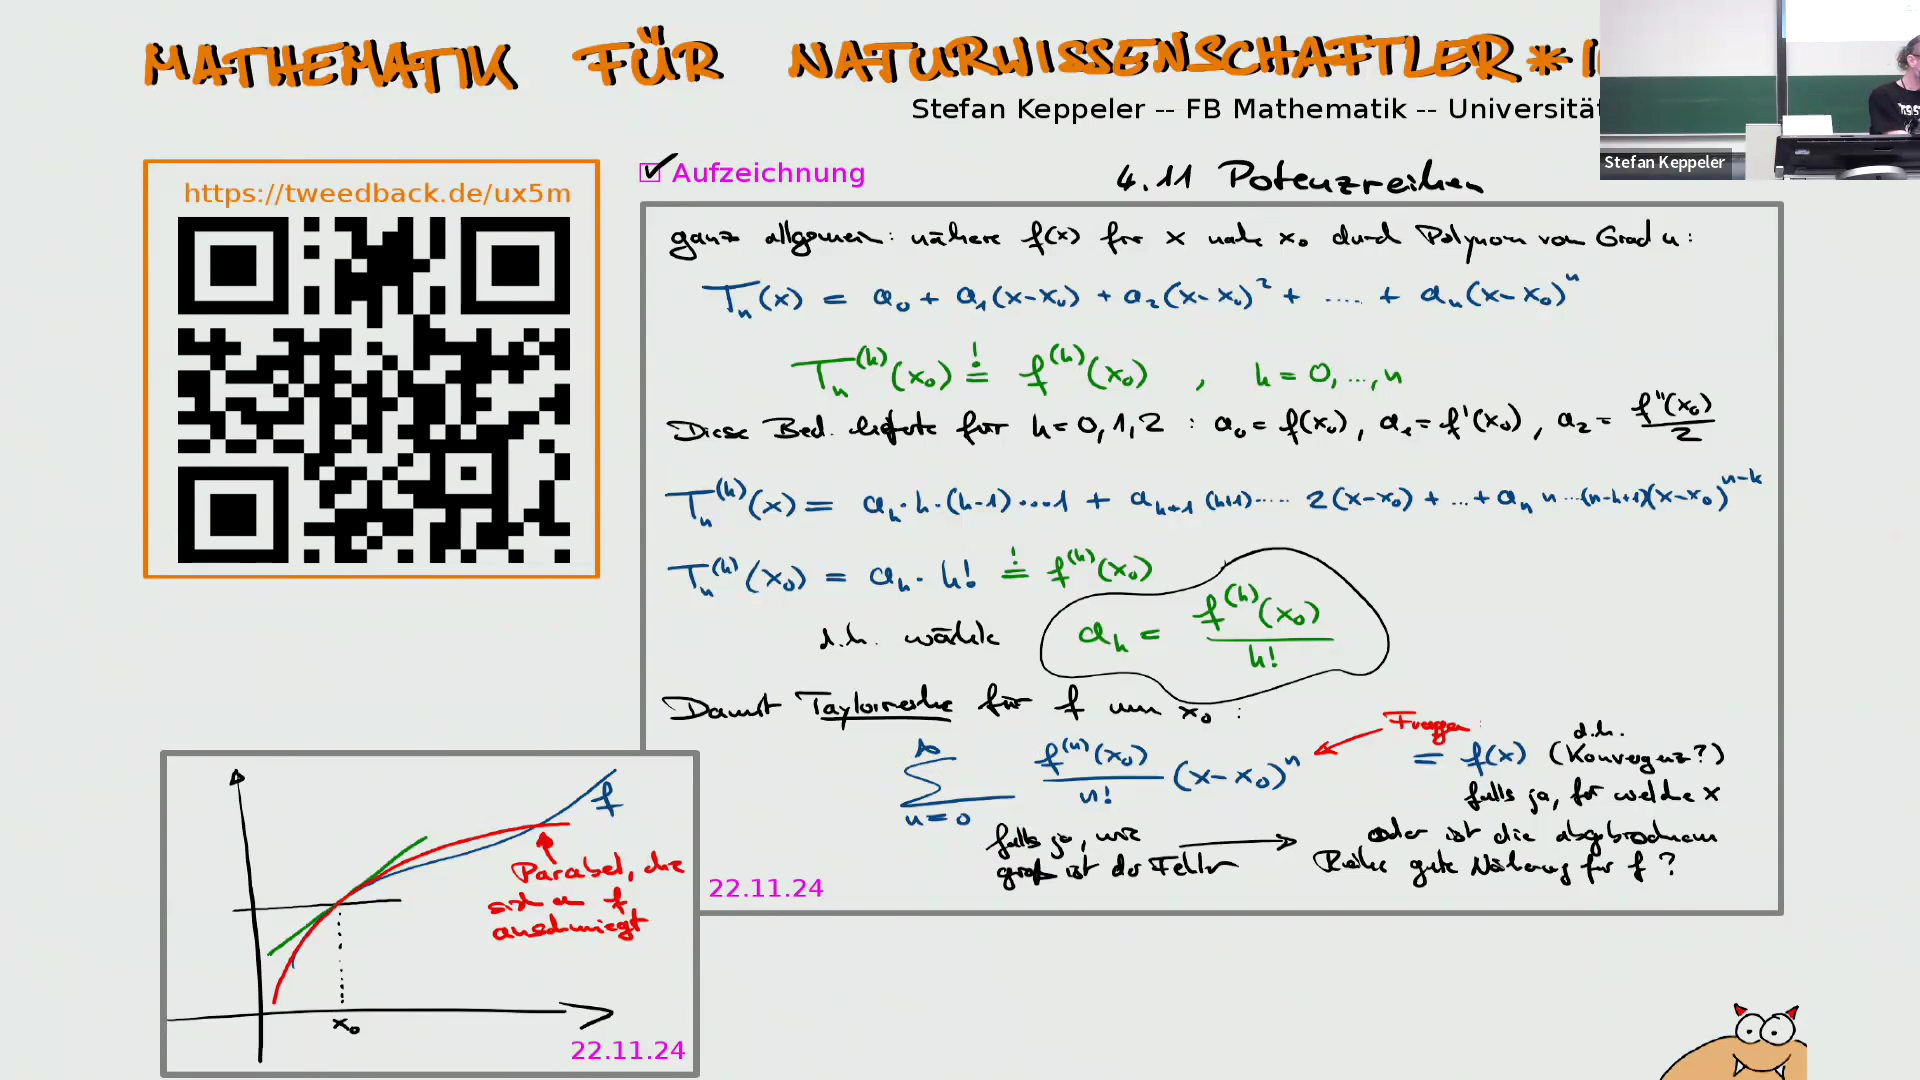 MATHEMATIK FÜR NATURWISSENSCHAFTLER*I
Stefan Keppeler -- FB Mathematik -- Universität
Stefan Keppeler
https://tweedback.de/ux5m
Aufzeichnung
4.11 Potenzreihen
ganz allgemein: nähere f(x) für x nahe x₀ durch Polynom vom Grad n:
Tₙ(x) = a₀ + a₁(x-x₀) + a₂(x-x₀)² + .... + aₙ(x-x₀)ⁿ
Tₙ⁽ᵏ⁾(x₀) =! f⁽ᵏ⁾(x₀) , k = 0, ..., n
Diese Bed. lieferte für k = 0, 1, 2 : a₀ = f(x₀), a₁ = f'(x₀), a₂ = f''(x₀)/2
Tₙ⁽ᵏ⁾(x) = aₖ·k·(k-1)·...·1 + aₖ₊₁ (k+1)····· 2(x-x₀) + ... + aₙ n ···(n-k+1)(x-x₀)ⁿ⁻ᵏ
Tₙ⁽ᵏ⁾(x₀) = aₖ· k! =! f⁽ᵏ⁾(x₀)
d.h. wähle aₖ = f⁽ᵏ⁾(x₀)/k!
Damit Taylorreihe für f um x₀ :
∞ ∑ n=0 f⁽ⁿ⁾(x₀)/n! (x-x₀)ⁿ
Fragen :
d.h.
= f(x) (Konvergenz?)
falls ja, für welche x
oder ist die abgebrochene
Reihe gute Näherung für f ?
falls ja, wie
groß ist der Fehler
22.11.24
f
Parabel, die
sich an f
anschmiegt
x₀
22.11.24